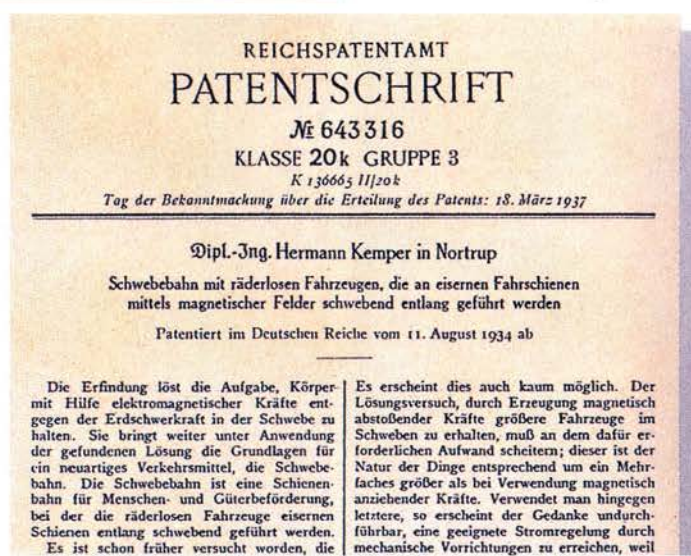 REICHSPATENTAMT
PATENTSCHRIFT
№ 643316
KLASSE 20k GRUPPE 3
K 136665 II/20k
Tag der Bekanntmachung über die Erteilung des Patents: 18. März 1937
Dipl.-Ing. Hermann Kemper in Nortrup
Schwebebahn mit räderlosen Fahrzeugen, die an eisernen Fahrschienen
mittels magnetischer Felder schwebend entlang geführt werden
Patentiert im Deutschen Reiche vom 11. August 1934 ab
Die Erfindung löst die Aufgabe, Körper
mit Hilfe elektromagnetischer Kräfte ent-
gegen der Erdschwerkraft in der Schwebe zu
halten. Sie bringt weiter unter Anwendung
der gefundenen Lösung die Grundlagen für
ein neuartiges Verkehrsmittel, die Schwebe-
bahn. Die Schwebebahn ist eine Schienen-
bahn für Menschen- und Güterbeförderung,
bei der die räderlosen Fahrzeuge eisernen
Schienen entlang schwebend geführt werden.
Es ist schon früher versucht worden, die
Es erscheint dies auch kaum möglich. Der
Lösungsversuch, durch Erzeugung magnetisch
abstoßender Kräfte größere Fahrzeuge im
Schweben zu erhalten, muß an dem dafür er-
forderlichen Aufwand scheitern; dieser ist der
Natur der Dinge entsprechend um ein Mehr-
faches größer als bei Verwendung magnetisch
anziehender Kräfte. Verwendet man hingegen
letztere, so erscheint der Gedanke undurch-
führbar, eine geeignete Stromregelung durch
mechanische Vorrichtungen zu erreichen, weil